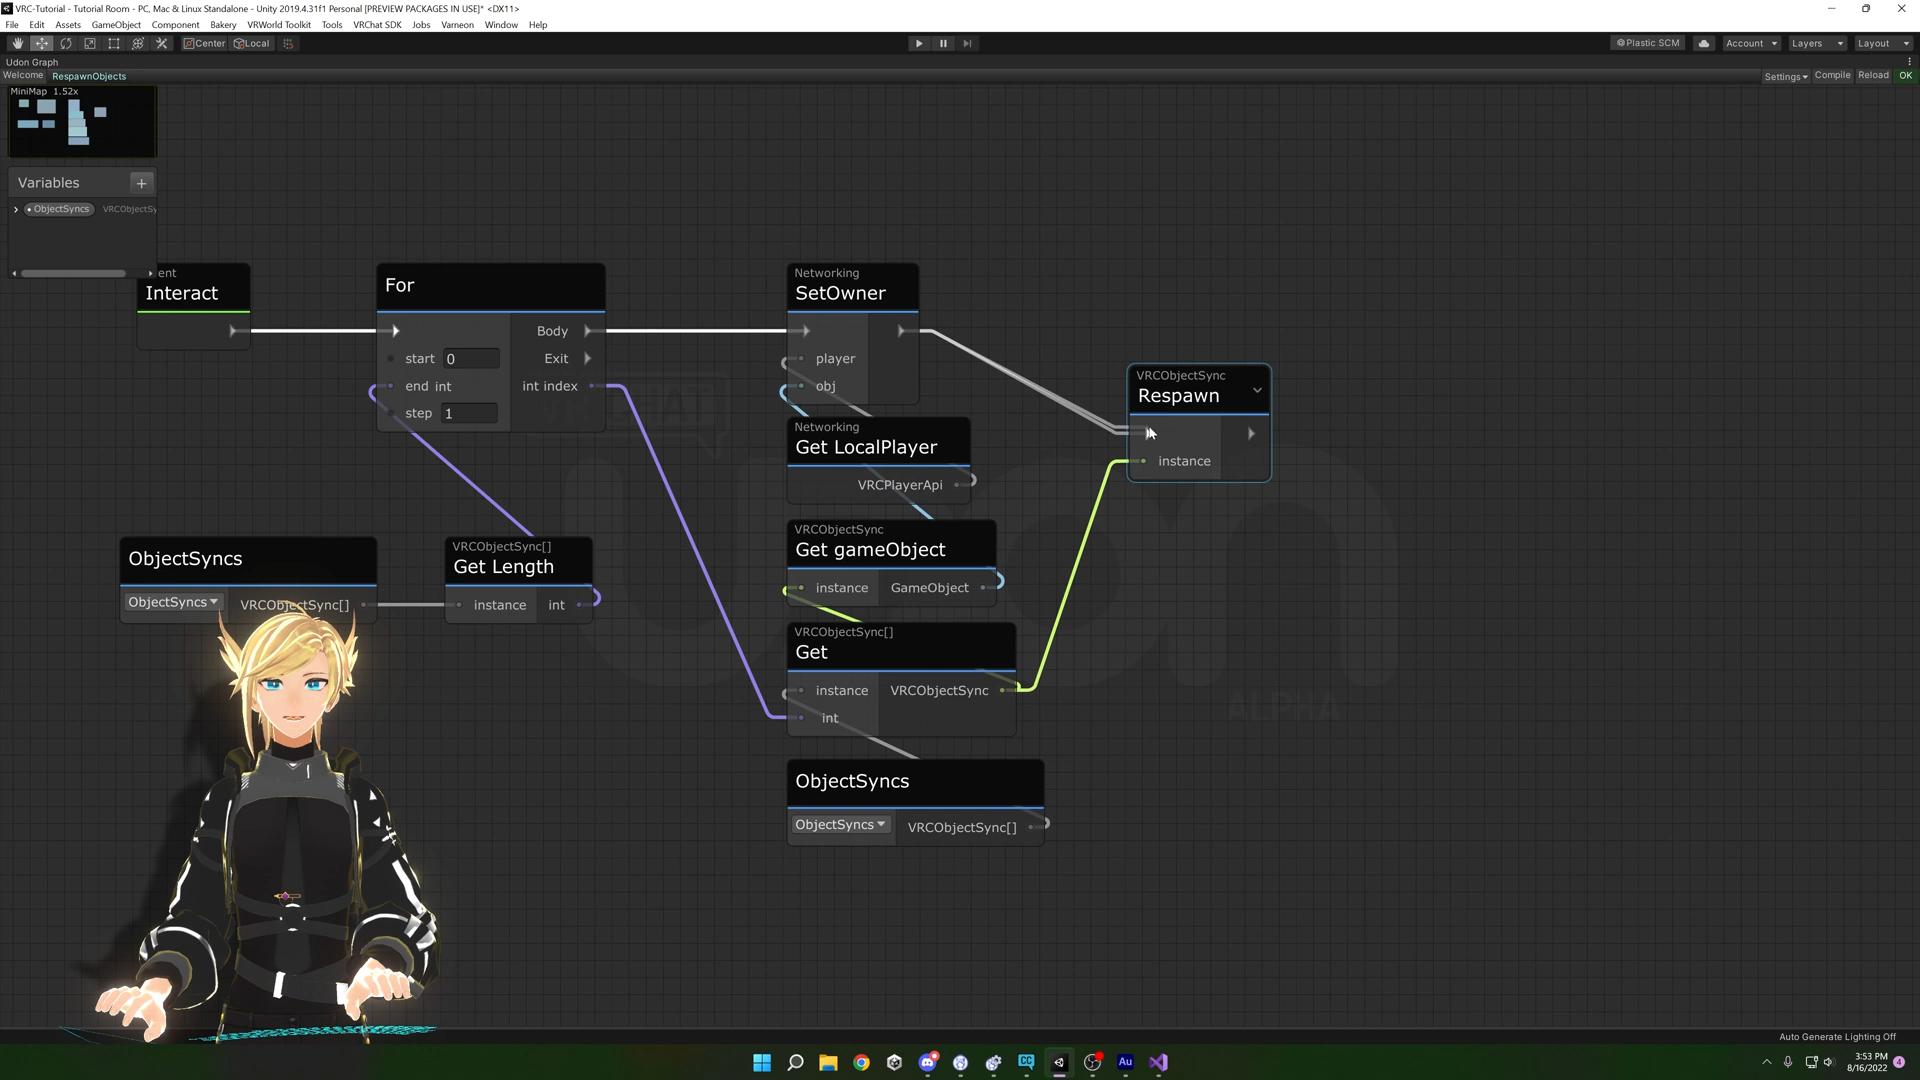 VRC-Tutorial - Tutorial Room - PC, Mac & Linux Standalone - Unity 2019.4.31f1 Personal [PREVIEW PACKAGES IN USE]* <DX11>
File Edit Assets GameObject Component Bakery VRWorld Toolkit Tools VRChat SDK Jobs Varneon Window Help
Center Local
Plastic SCM Account Layers Layout
Udon Graph
Welcome RespawnObjects
Settings Compile Reload OK
MiniMap 1.52x
Variables +
ObjectSyncs VRCObjectSy
ent
Interact
For
Body
start 0
Exit
end int
int index
step 1
Networking
SetOwner
player
obj
Networking
Get LocalPlayer
VRCPlayerApi
VRCObjectSync
Respawn
instance
VRCObjectSync
Get gameObject
instance GameObject
ObjectSyncs
ObjectSyncs VRCObjectSync[]
VRCObjectSync[]
Get Length
instance int
VRCObjectSync[]
Get
instance VRCObjectSync
int
ALPHA
ObjectSyncs
ObjectSyncs VRCObjectSync[]
Auto Generate Lighting Off
CC
Au
3:53 PM
8/16/2022
4